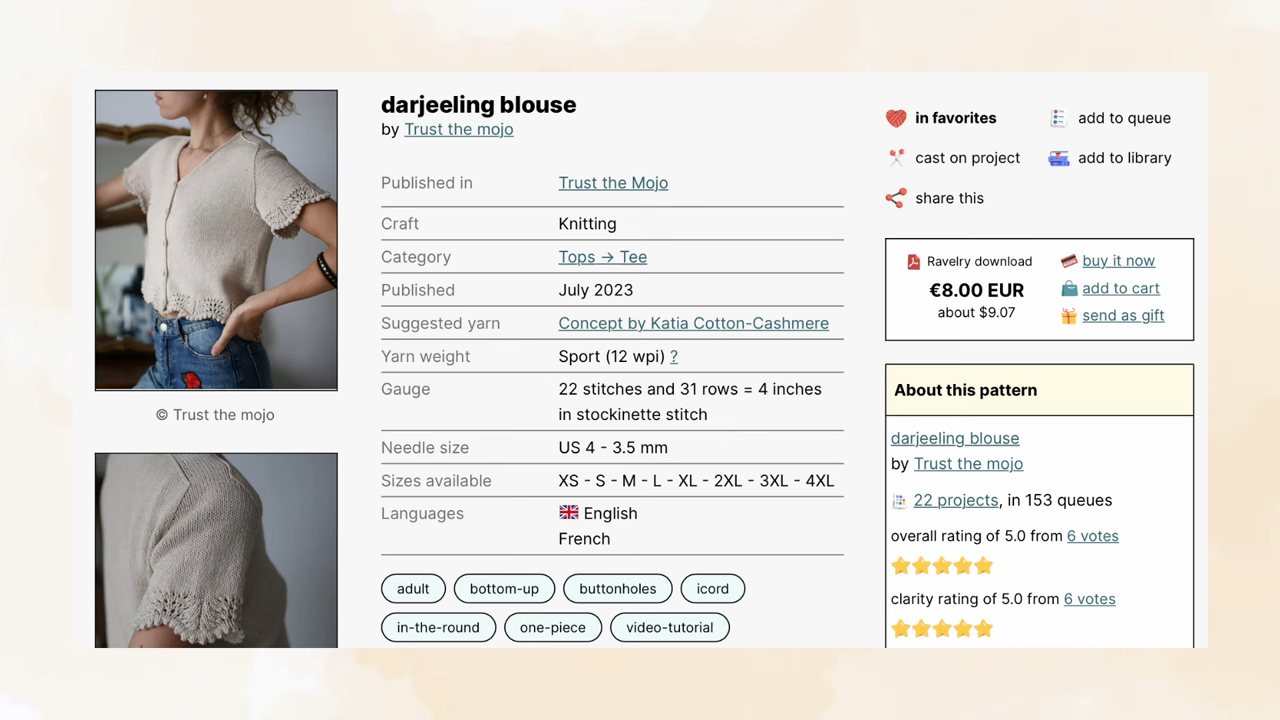 darjeeling blouse
by Trust the mojo
© Trust the mojo
Published in Trust the Mojo
Craft Knitting
Category Tops → Tee
Published July 2023
Suggested yarn Concept by Katia Cotton-Cashmere
Yarn weight Sport (12 wpi) ?
Gauge 22 stitches and 31 rows = 4 inches
in stockinette stitch
Needle size US 4 - 3.5 mm
Sizes available XS - S - M - L - XL - 2XL - 3XL - 4XL
Languages English
French
adult bottom-up buttonholes icord
in-the-round one-piece video-tutorial
in favorites add to queue
cast on project add to library
share this
Ravelry download
€8.00 EUR
about $9.07
buy it now
add to cart
send as gift
About this pattern
darjeeling blouse
by Trust the mojo
22 projects, in 153 queues
overall rating of 5.0 from 6 votes
clarity rating of 5.0 from 6 votes